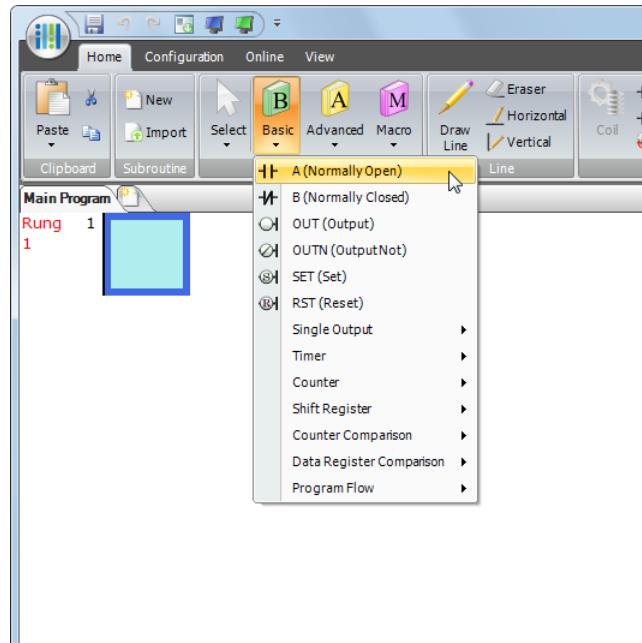 Home Configuration Online View
Paste
New
Import
Select
Basic
B
Advanced
A
Macro
M
Draw
Line
Eraser
Horizontal
Vertical
Coil
Clipboard
Subroutine
Line
A (Normally Open)
B (Normally Closed)
OUT (Output)
OUTN (OutputNot)
S SET (Set)
R RST (Reset)
Single Output
Timer
Counter
Shift Register
Counter Comparison
Data Register Comparison
Program Flow
Main Program
Rung 1
1